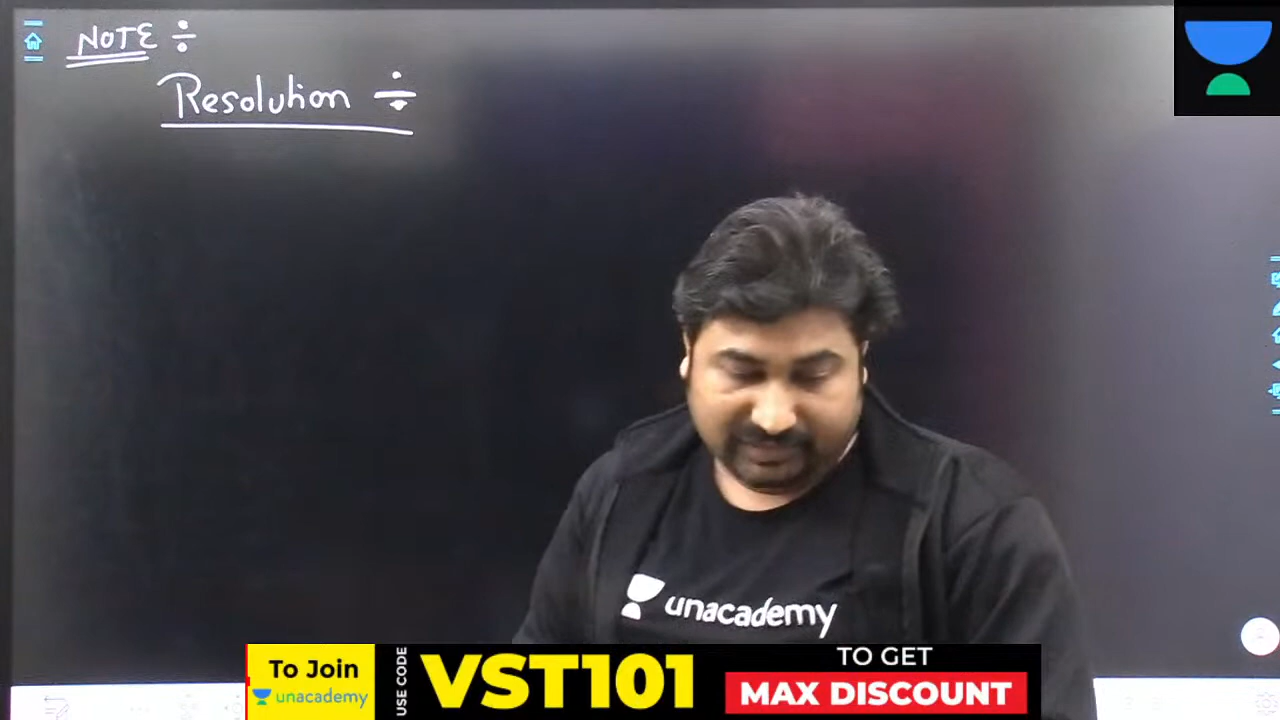 NOTE ÷
Resolution ÷
unacademy
To Join
unacademy
USE CODE
VST101
TO GET
MAX DISCOUNT